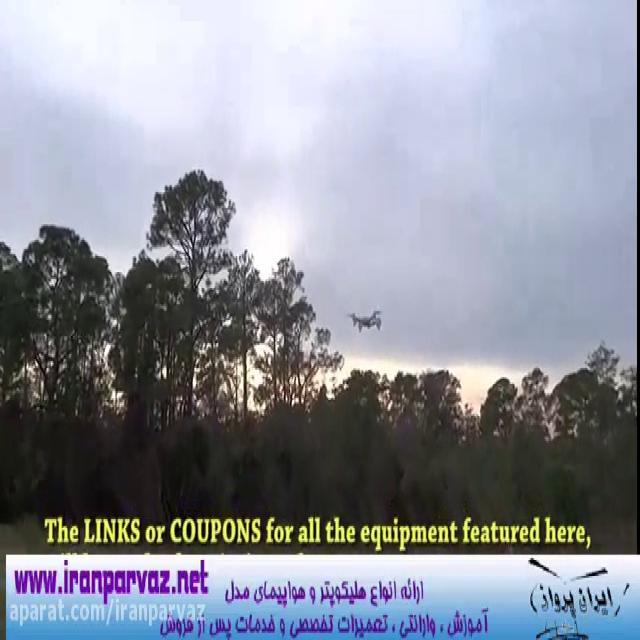 The LINKS or COUPONS for all the equipment featured here,
www.iranparvaz.net
ارائه انواع هلیکوپتر و هواپیمای مدل
آموزش ، وارانتی ، تعمیرات تخصصی و خدمات پس از فروش
aparat.com/iranparvaz
ایران پرواز